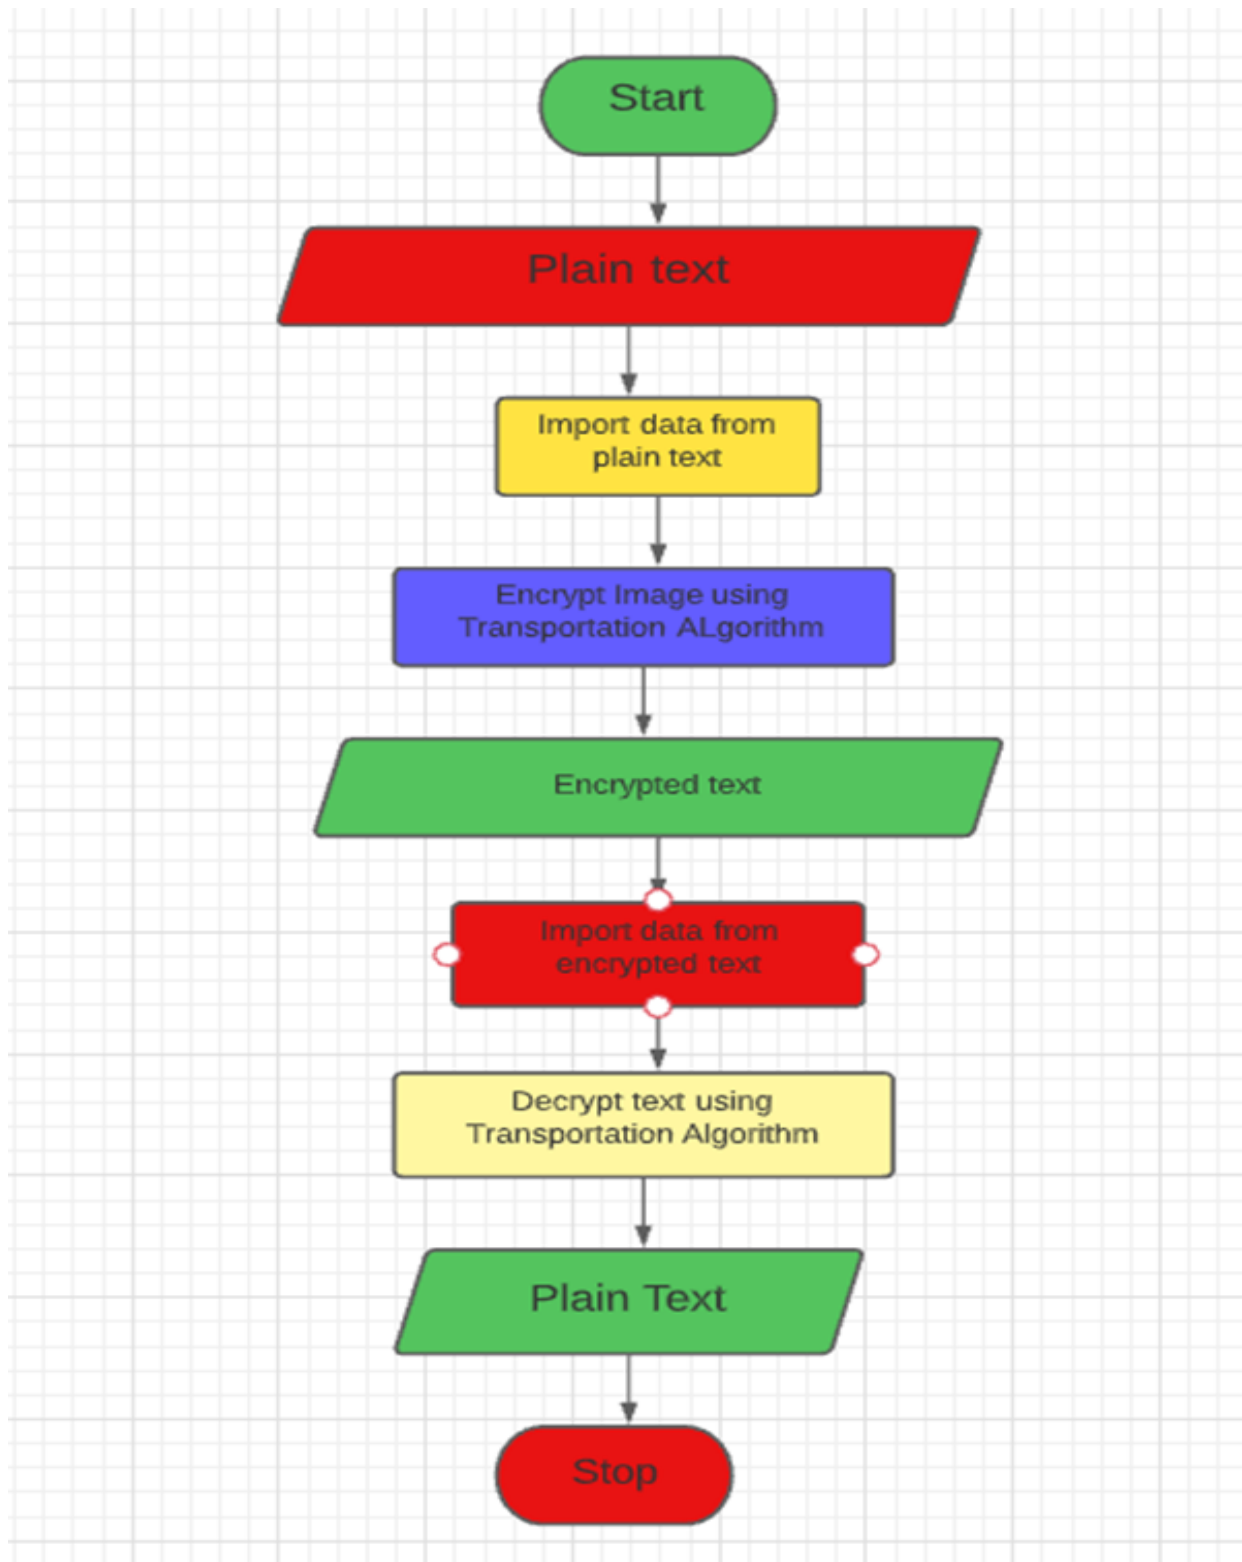 Start
Plain text
Import data from
plain text
Encrypt Image using
Transportation ALgorithm
Encrypted text
Import data from
encrypted text
Decrypt text using
Transportation Algorithm
Plain Text
Stop